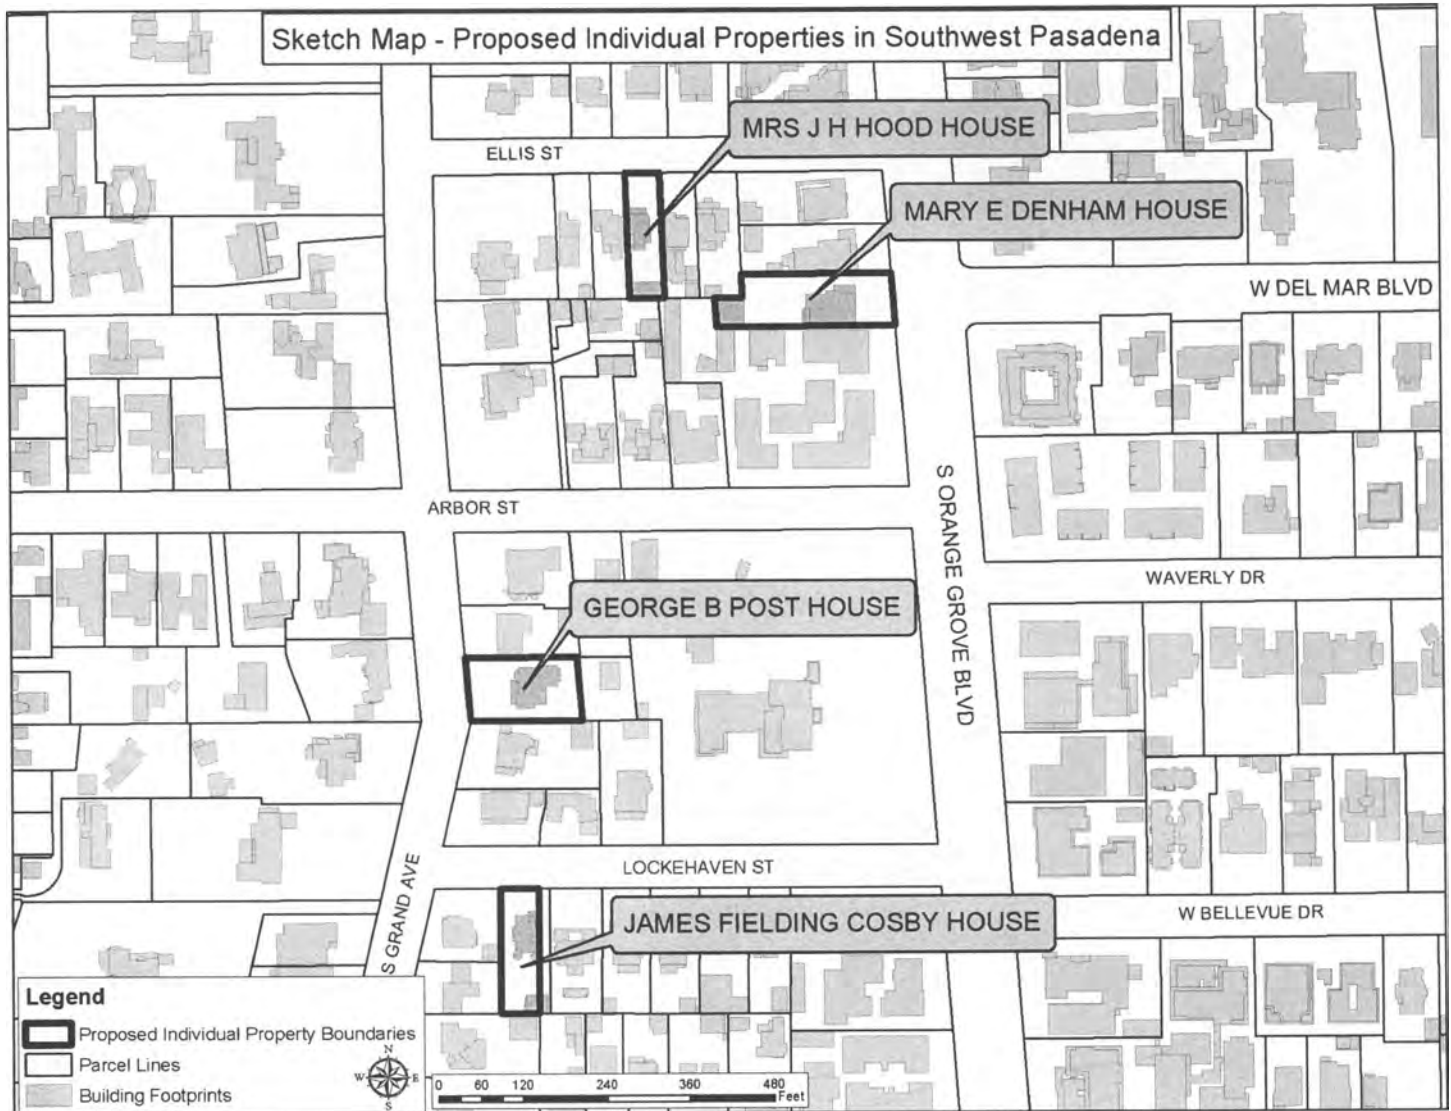 Sketch Map - Proposed Individual Properties in Southwest Pasadena
MRS J H HOOD HOUSE
ELLIS ST
MARY E DENHAM HOUSE
W DEL MAR BLVD
S ORANGE GROVE BLVD
ARBOR ST
WAVERLY DR
GEORGE B POST HOUSE
LOCKEHAVEN ST
S GRAND AVE
W BELLEVUE DR
JAMES FIELDING COSBY HOUSE
Legend
Proposed Individual Property Boundaries
Parcel Lines
Building Footprints
N
W E
S
0 60 120 240 360 480
Feet